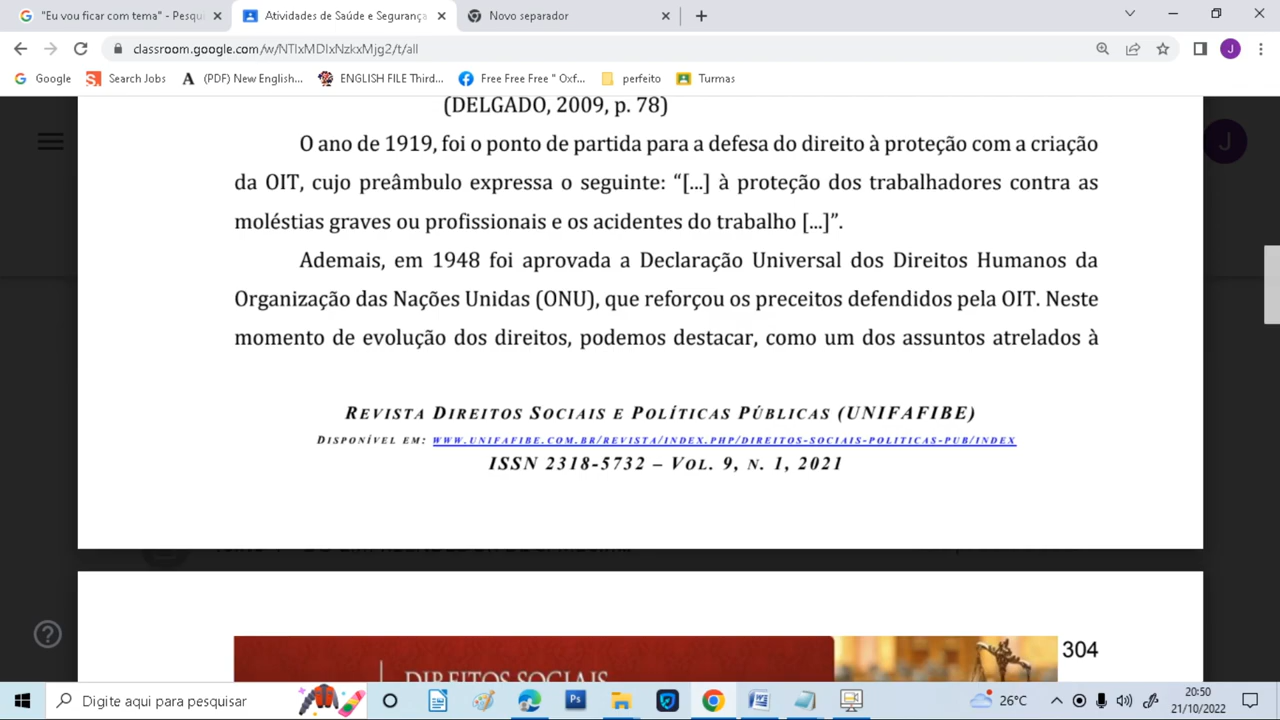 "Eu vou ficar com tema" - Pesqu
Atividades de Saúde e Segurança
Novo separador
classroom.google.com/w/NTIxMDIxNzkxMjg2/t/all
Google
Search Jobs
(PDF) New English...
ENGLISH FILE Third...
Free Free Free " Oxf...
perfeito
Turmas
J
(DELGADO, 2009, p. 78)
O ano de 1919, foi o ponto de partida para a defesa do direito à proteção com a criação
da OIT, cujo preâmbulo expressa o seguinte: “[...] à proteção dos trabalhadores contra as
moléstias graves ou profissionais e os acidentes do trabalho [...]”.
Ademais, em 1948 foi aprovada a Declaração Universal dos Direitos Humanos da
Organização das Nações Unidas (ONU), que reforçou os preceitos defendidos pela OIT. Neste
momento de evolução dos direitos, podemos destacar, como um dos assuntos atrelados à
REVISTA DIREITOS SOCIAIS E POLÍTICAS PÚBLICAS (UNIFAFIBE)
DISPONÍVEL EM: WWW.UNIFAFIBE.COM.BR/REVISTA/INDEX.PHP/DIREITOS-SOCIAIS-POLITICAS-PUB/INDEX
ISSN 2318-5732 – VOL. 9, N. 1, 2021
304
DIREITOS SOCIAIS
Digite aqui para pesquisar
Ps
26°C
20:50
21/10/2022